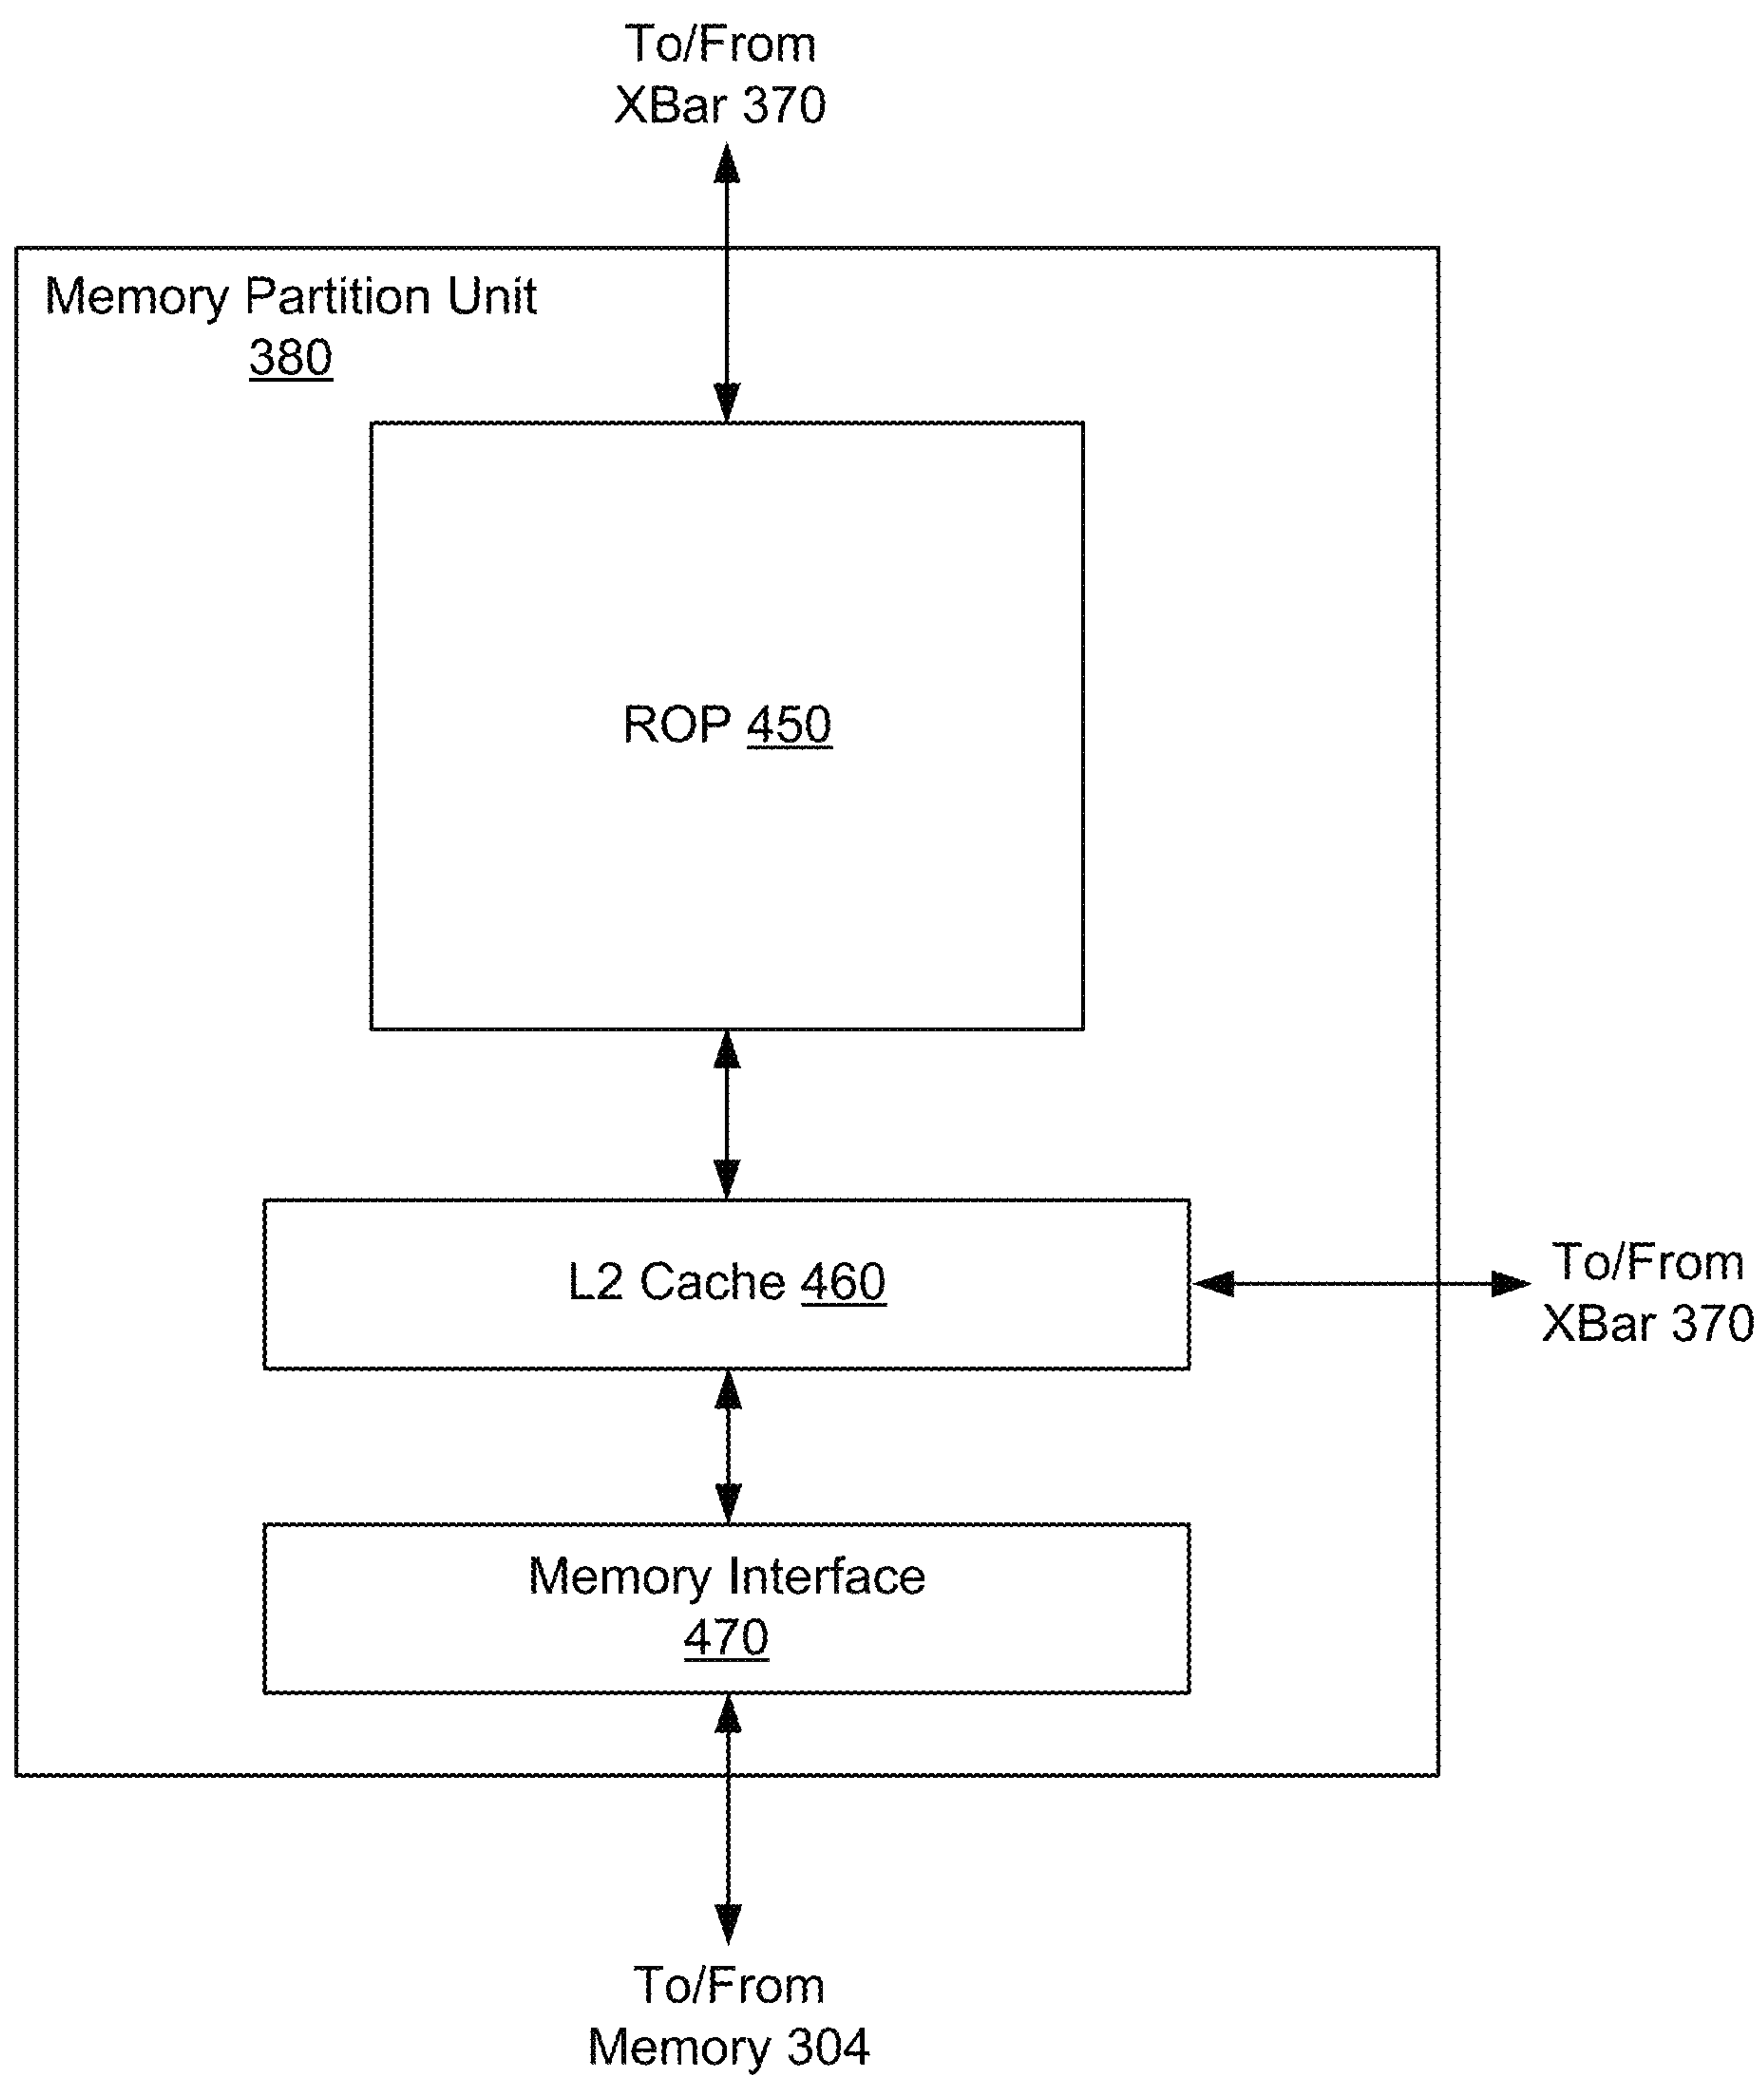 To/From
XBar 370
Memory Partition Unit
380
ROP 450
L2 Cache 460
To/From
XBar 370
Memory Interface
470
To/From
Memory 304